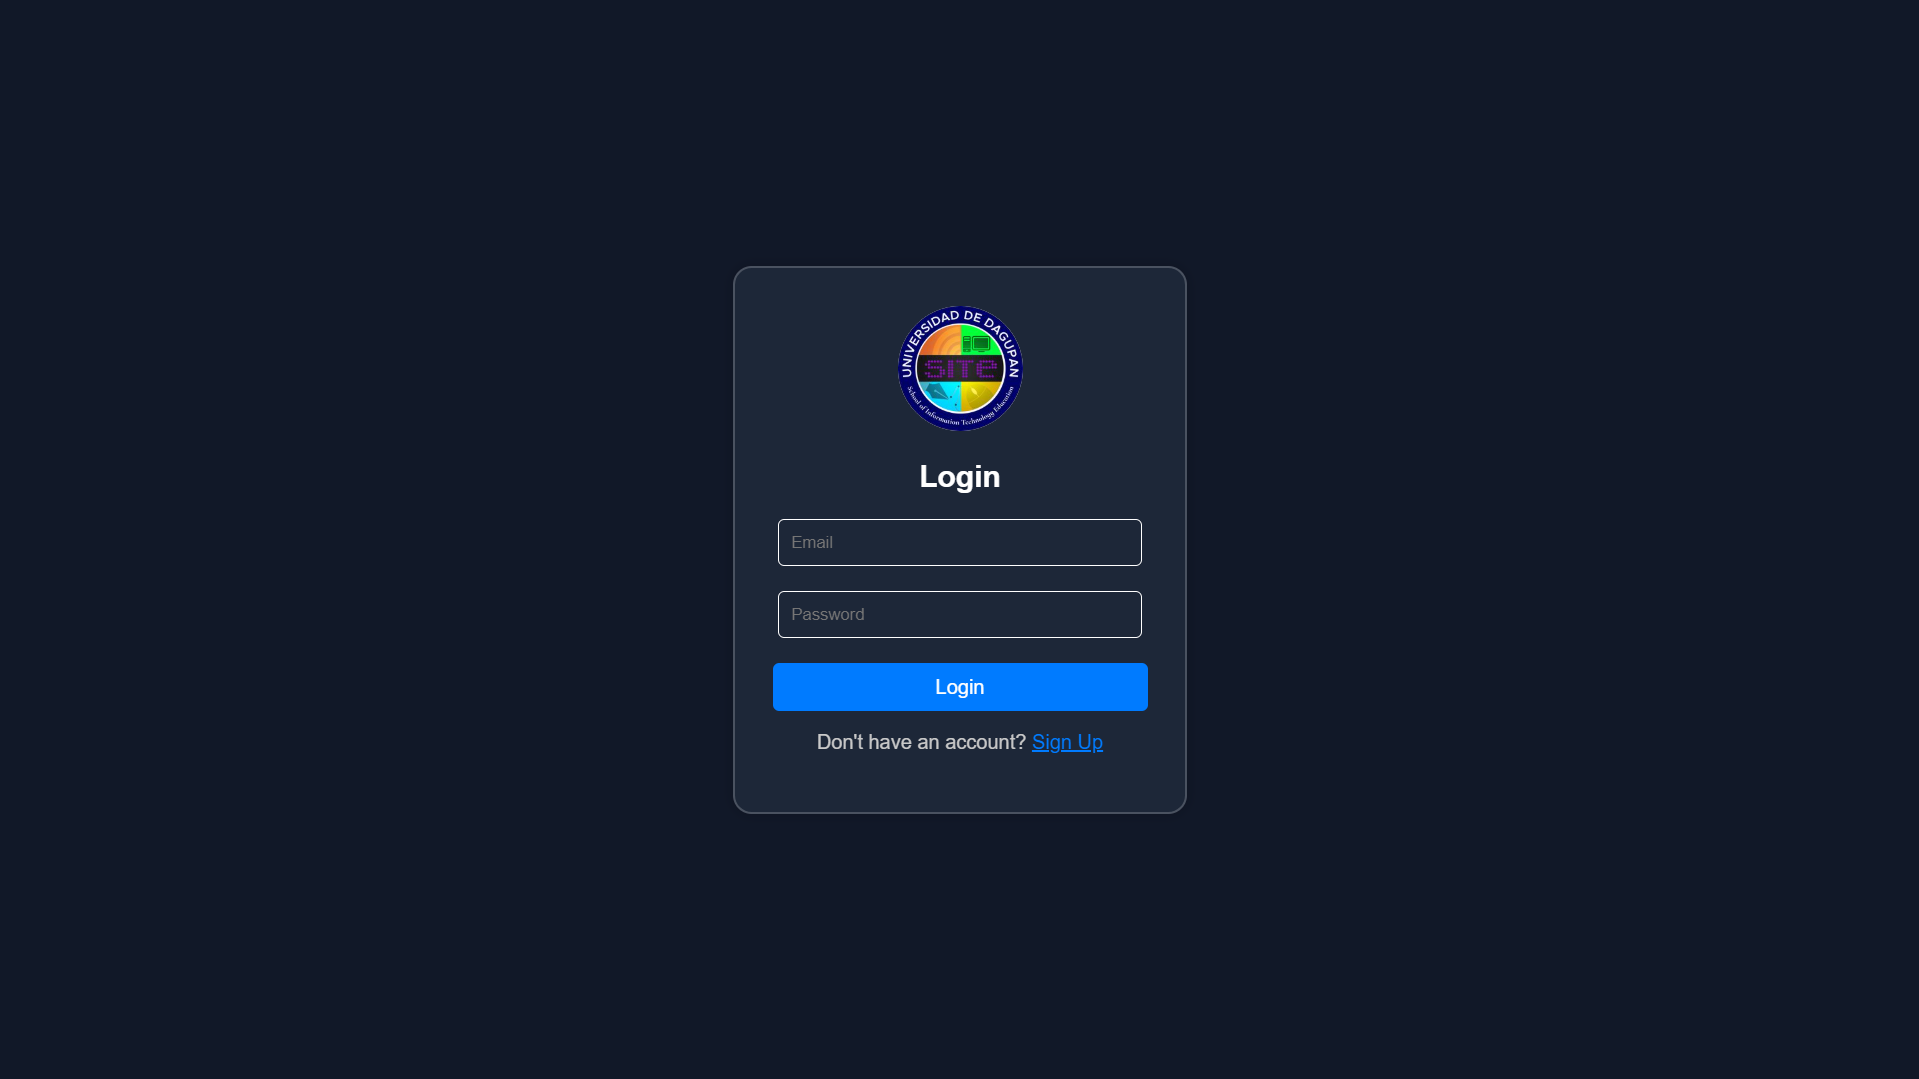 UNIVERSIDAD DE DAGUPAN
SITe
School of Information Technology Education
Login
Email
Password
Login
Don't have an account? Sign Up